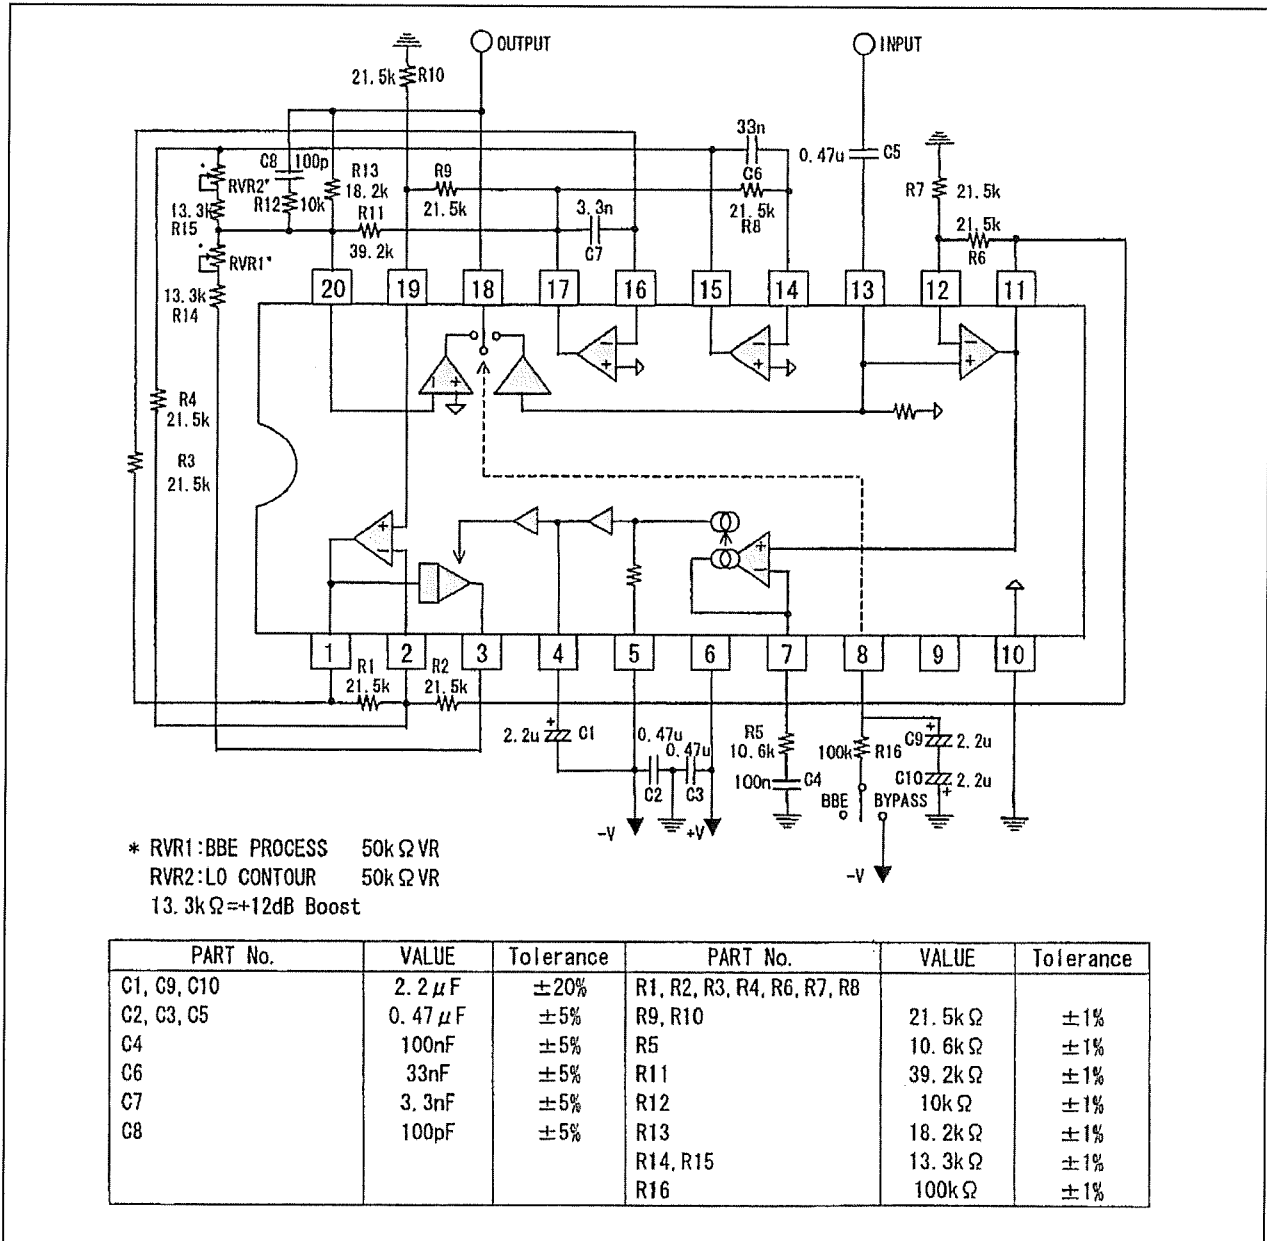 OUTPUT
INPUT
21.5k R10
33n
C8 100p
0.47u C5
RVR2*
*
R13
18.2k
R9
21.5k
C6
21.5k
R8
R7 21.5k
13.3k
R15
R12 10k
R11
39.2k
3.3n
C7
21.5k
R6
*
RVR1*
13.3k
R14
20 19 18 17 16 15 14 13 12 11
- +
-
+
-
+
-
+
R4
21.5k
R3
21.5k
+
-
+
-
1 2 3 4 5 6 7 8 9 10
R1
21.5k
R2
21.5k
+
2.2u C1
0.47u
0.47u
C2 C3
R5
10.6k
100n C4
100k R16
+
C9 2.2u
C10 2.2u
+
BBE BYPASS
-V +V
-V
* RVR1:BBE PROCESS 50kΩVR
RVR2:LO CONTOUR 50kΩVR
13.3kΩ=+12dB Boost
PART No. VALUE Tolerance PART No. VALUE Tolerance
C1, C9, C10 2.2μF ±20% R1, R2, R3, R4, R6, R7, R8
C2, C3, C5 0.47μF ±5% R9, R10 21.5kΩ ±1%
C4 100nF ±5% R5 10.6kΩ ±1%
C6 33nF ±5% R11 39.2kΩ ±1%
C7 3.3nF ±5% R12 10kΩ ±1%
C8 100pF ±5% R13 18.2kΩ ±1%
R14, R15 13.3kΩ ±1%
R16 100kΩ ±1%